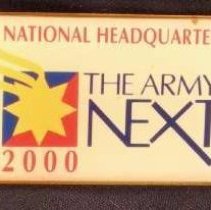 NATIONAL HEADQUARTE
THE ARMY
NEXT
2000